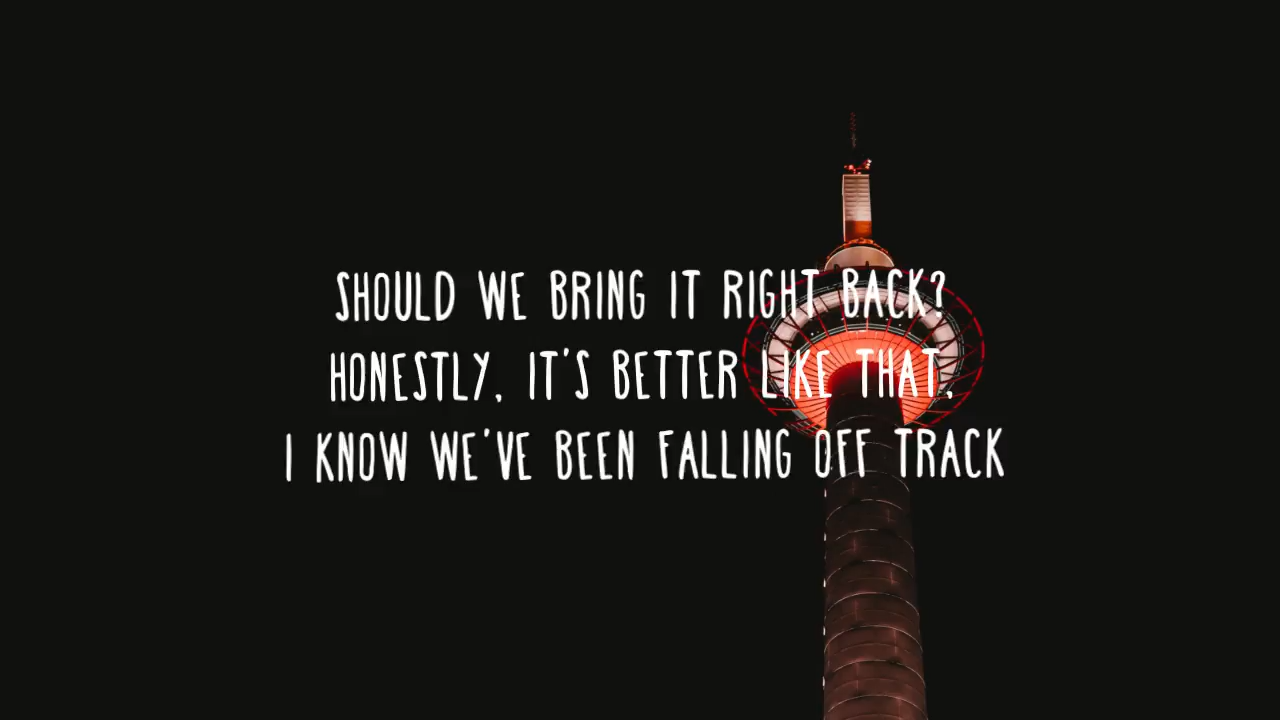 SHOULD WE BRING IT RIGHT BACK?
HONESTLY, IT'S BETTER LIKE THAT,
I KNOW WE'VE BEEN FALLING OFF TRACK